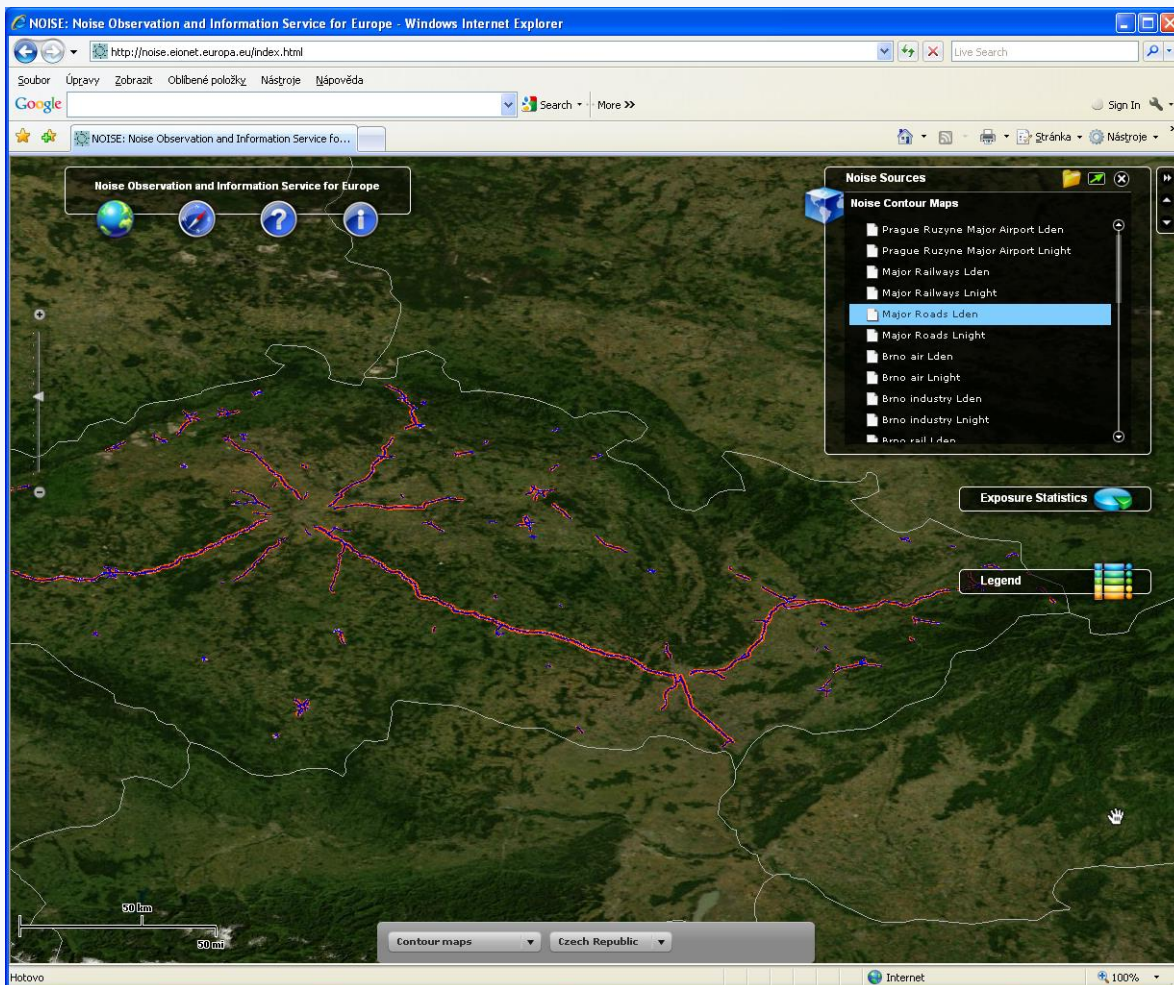 NOISE: Noise Observation and Information Service for Europe - Windows Internet Explorer
http://noise.eionet.europa.eu/index.html
Live Search
Soubor Úpravy Zobrazit Oblíbené položky Nástroje Nápověda
Google Search More >> Sign In
NOISE: Noise Observation and Information Service fo... Stránka Nástroje
Noise Observation and Information Service for Europe
Noise Sources
Noise Contour Maps
Prague Ruzyne Major Airport Lden
Prague Ruzyne Major Airport Lnight
Major Railways Lden
Major Railways Lnight
Major Roads Lden
Major Roads Lnight
Brno air Lden
Brno air Lnight
Brno industry Lden
Brno industry Lnight
Brno rail Lden
Exposure Statistics
Legend
50 km
50 mi
Contour maps Czech Republic
Hotovo Internet 100%